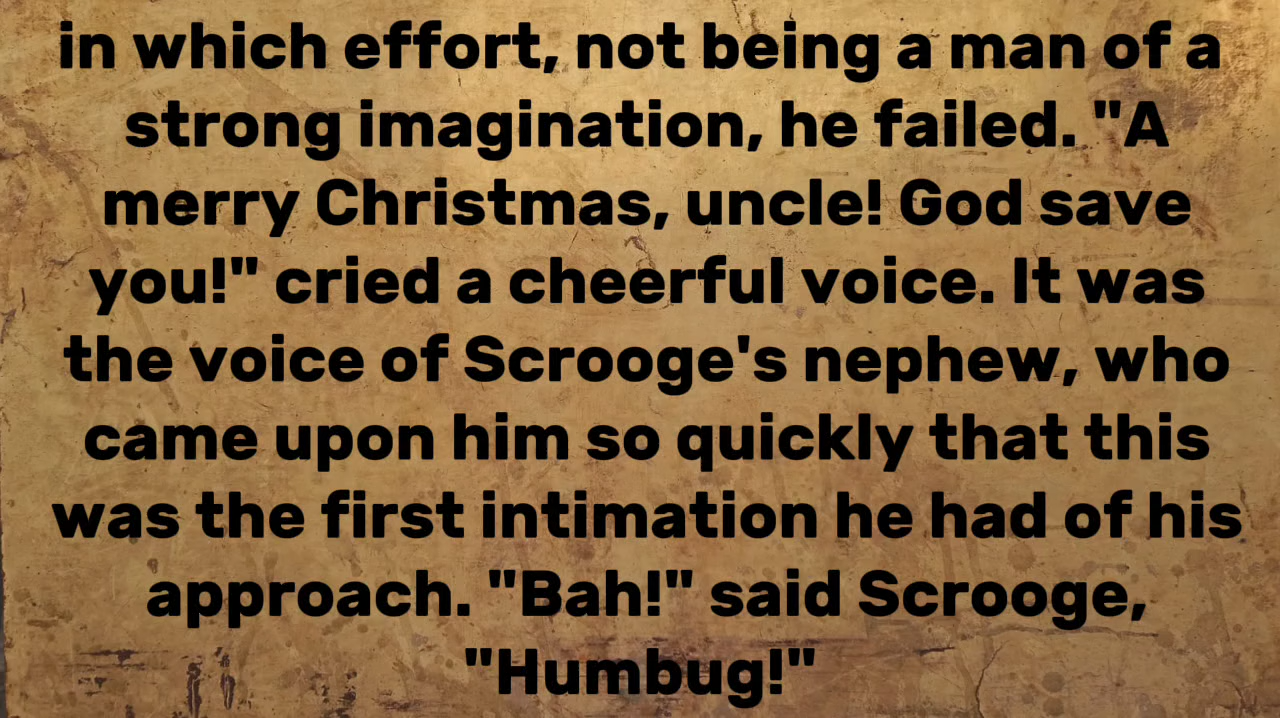 in which effort, not being a man of a
strong imagination, he failed. "A
merry Christmas, uncle! God save
you!" cried a cheerful voice. It was
the voice of Scrooge's nephew, who
came upon him so quickly that this
was the first intimation he had of his
approach. "Bah!" said Scrooge,
"Humbug!"